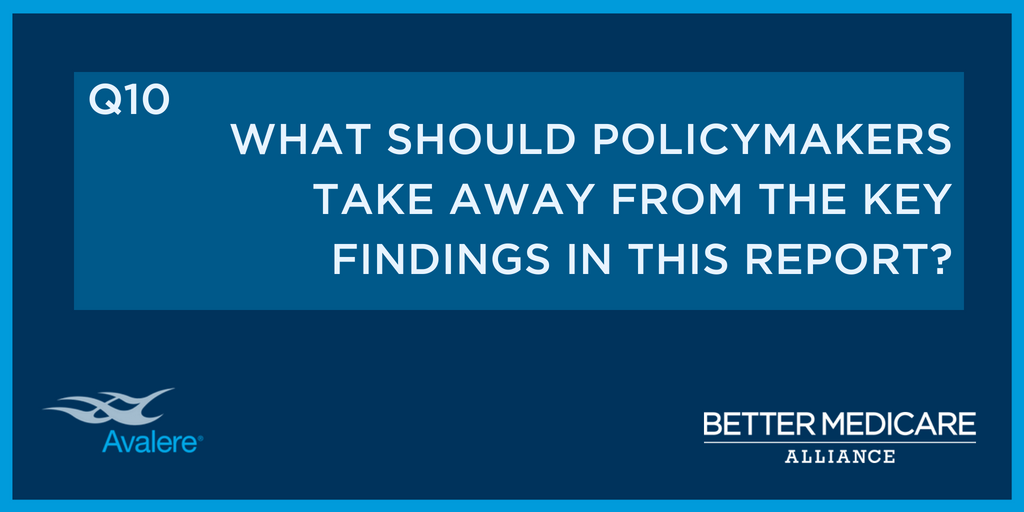 Q10
WHAT SHOULD POLICYMAKERS
TAKE AWAY FROM THE KEY
FINDINGS IN THIS REPORT?
Avalere®
BETTER MEDICARE
ALLIANCE